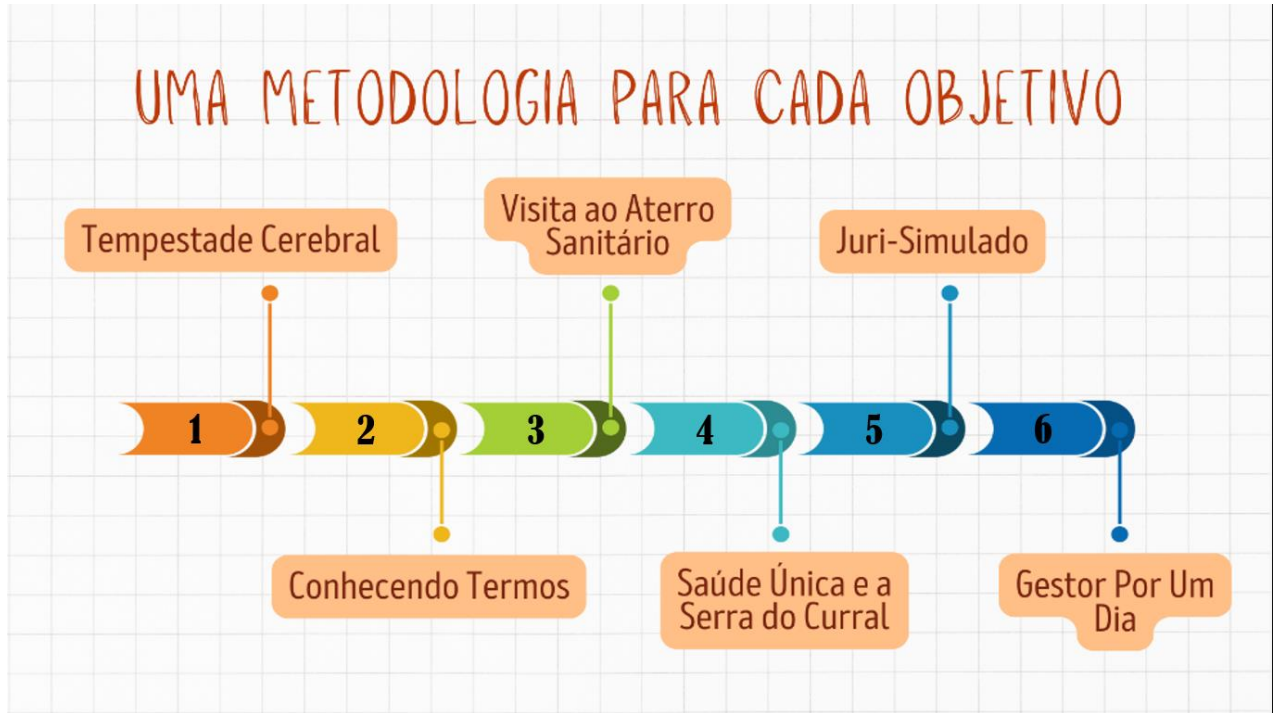 UMA METODOLOGIA PARA CADA OBJETIVO
Tempestade Cerebral
Visita ao Aterro
Sanitário
Juri-Simulado
1
2
3
4
5
6
Conhecendo Termos
Saúde Única e a
Serra do Curral
Gestor Por Um
Dia